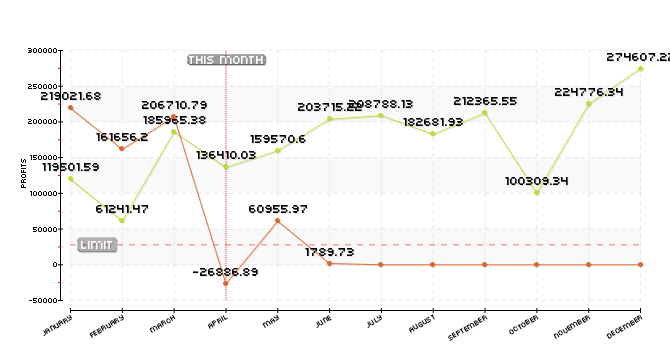 THIS MONTH
300000
274607.22
250000
219021.68
206710.79
203715.22
208788.13
212365.55
224776.34
200000
185965.38
182681.93
161656.2
159570.6
150000
136410.03
119501.59
100309.34
100000
61241.47
60955.97
50000
LIMIT
1789.73
0
-26886.89
-50000
PROFITS
JANUARY
FEBRUARY
MARCH
APRIL
MAY
JUNE
JULY
AUGUST
SEPTEMBER
OCTOBER
NOVEMBER
DECEMBER